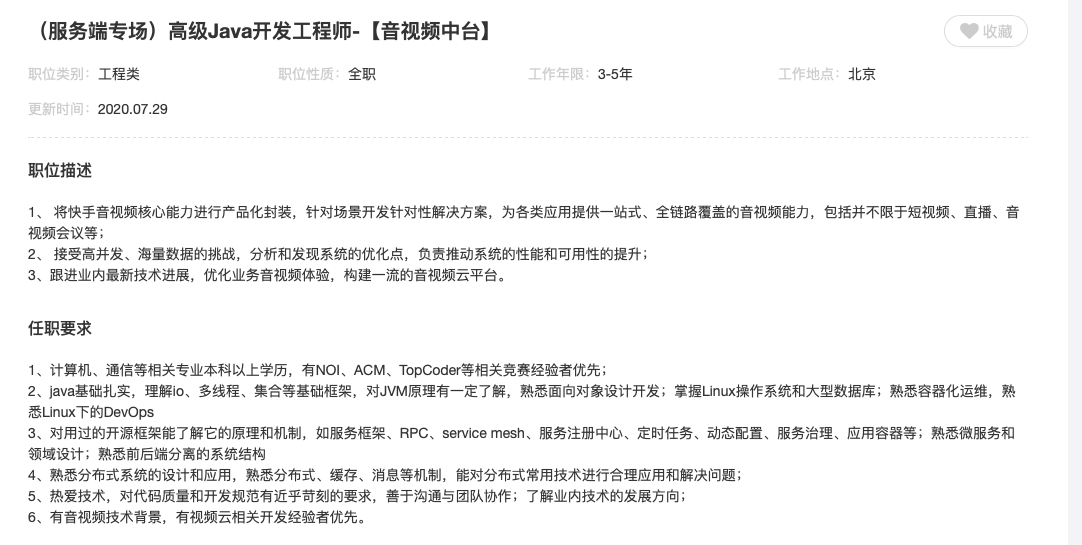 （服务端专场）高级Java开发工程师-【音视频中台】
收藏
职位类别：工程类 职位性质：全职 工作年限：3-5年 工作地点：北京
更新时间：2020.07.29
职位描述
1、 将快手音视频核心能力进行产品化封装，针对场景开发针对性解决方案，为各类应用提供一站式、全链路覆盖的音视频能力，包括并不限于短视频、直播、音
视频会议等；
2、 接受高并发、海量数据的挑战，分析和发现系统的优化点，负责推动系统的性能和可用性的提升；
3、跟进业内最新技术进展，优化业务音视频体验，构建一流的音视频云平台。
任职要求
1、计算机、通信等相关专业本科以上学历，有NOI、ACM、TopCoder等相关竞赛经验者优先；
2、java基础扎实，理解io、多线程、集合等基础框架，对JVM原理有一定了解，熟悉面向对象设计开发；掌握Linux操作系统和大型数据库；熟悉容器化运维，熟
悉Linux下的DevOps
3、对用过的开源框架能了解它的原理和机制，如服务框架、RPC、service mesh、服务注册中心、定时任务、动态配置、服务治理、应用容器等；熟悉微服务和
领域设计；熟悉前后端分离的系统结构
4、熟悉分布式系统的设计和应用，熟悉分布式、缓存、消息等机制，能对分布式常用技术进行合理应用和解决问题；
5、热爱技术，对代码质量和开发规范有近乎苛刻的要求，善于沟通与团队协作；了解业内技术的发展方向；
6、有音视频技术背景，有视频云相关开发经验者优先。